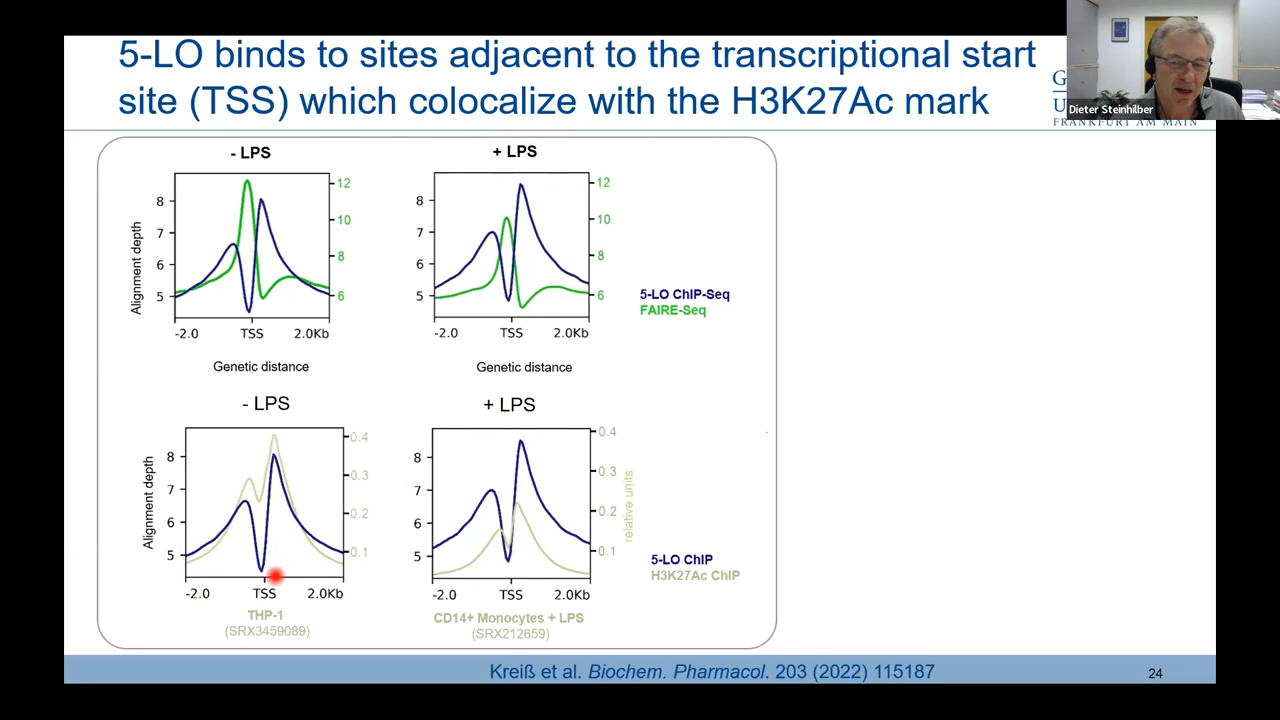 5-LO binds to sites adjacent to the transcriptional start
site (TSS) which colocalize with the H3K27Ac mark
G
U
FRANKFURT AM MAIN
Dieter Steinhilber
- LPS
+ LPS
Alignment depth
8
7
6
5
12
10
8
6
-2.0 TSS 2.0Kb
Genetic distance
8
7
6
5
12
10
8
6
-2.0 TSS 2.0Kb
Genetic distance
5-LO ChIP-Seq
FAIRE-Seq
- LPS
+ LPS
Alignment depth
8
7
6
5
0.4
0.3
0.2
0.1
-2.0 TSS 2.0Kb
THP-1
(SRX3459089)
8
7
6
5
0.4
0.3
0.2
0.1
relative units
-2.0 TSS 2.0Kb
CD14+ Monocytes + LPS
(SRX212659)
5-LO ChIP
H3K27Ac ChIP
Kreiß et al. Biochem. Pharmacol. 203 (2022) 115187
24